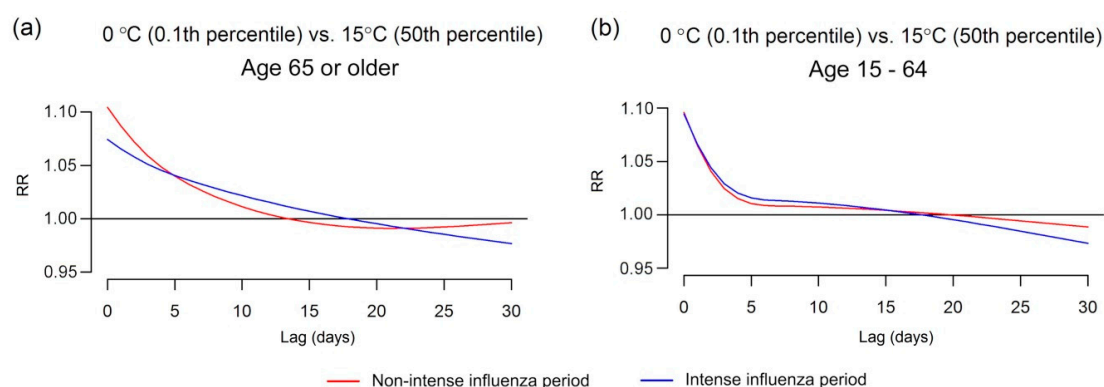 (a)
0 °C (0.1th percentile) vs. 15°C (50th percentile)
Age 65 or older
1.10
1.05
1.00
0.95
RR
0 5 10 15 20 25 30
Lag (days)
(b)
0 °C (0.1th percentile) vs. 15°C (50th percentile)
Age 15 - 64
1.10
1.05
1.00
0.95
RR
0 5 10 15 20 25 30
Lag (days)
Non-intense influenza period Intense influenza period